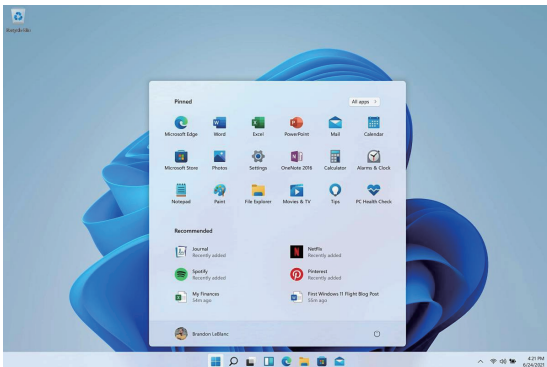 Recycle Bin
Pinned
All apps >
Microsoft Edge Word Excel PowerPoint Mail Calendar
Microsoft Store Photos Settings OneNote 2016 Calculator Alarms & Clock
Notepad Paint File Explorer Movies & TV Tips PC Health Check
Recommended
Journal
Recently added
Netflix
Recently added
Spotify
Recently added
Pinterest
Recently added
My Finances
54m ago
First Windows 11 Flight Blog Post
55m ago
Brandon LeBlanc
4:21 PM
6/24/2021